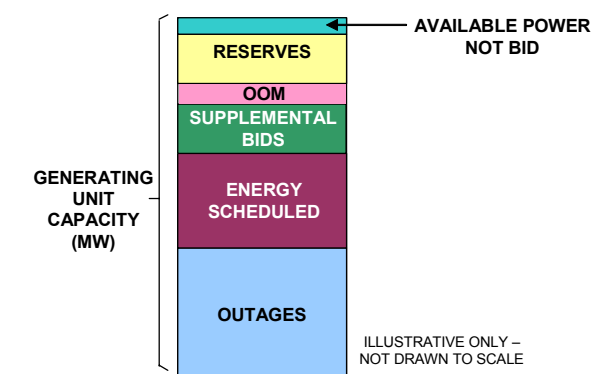 AVAILABLE POWER
NOT BID
RESERVES
OOM
SUPPLEMENTAL
BIDS
GENERATING
UNIT
CAPACITY
(MW)
ENERGY
SCHEDULED
OUTAGES
ILLUSTRATIVE ONLY –
NOT DRAWN TO SCALE